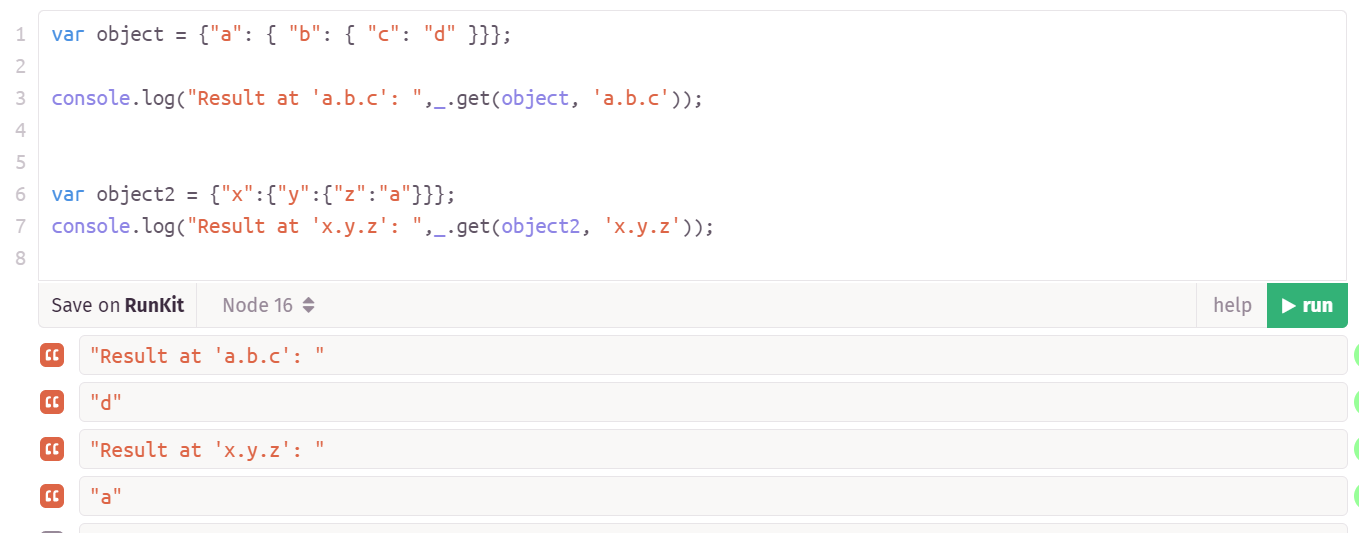 1 var object = {"a": { "b": { "c": "d" }}};
2
3 console.log("Result at 'a.b.c': ",_.get(object, 'a.b.c'));
4
5
6 var object2 = {"x":{"y":{"z":"a"}}};
7 console.log("Result at 'x.y.z': ",_.get(object2, 'x.y.z'));
8
Save on RunKit Node 16 help run
"Result at 'a.b.c': "
"d"
"Result at 'x.y.z': "
"a"